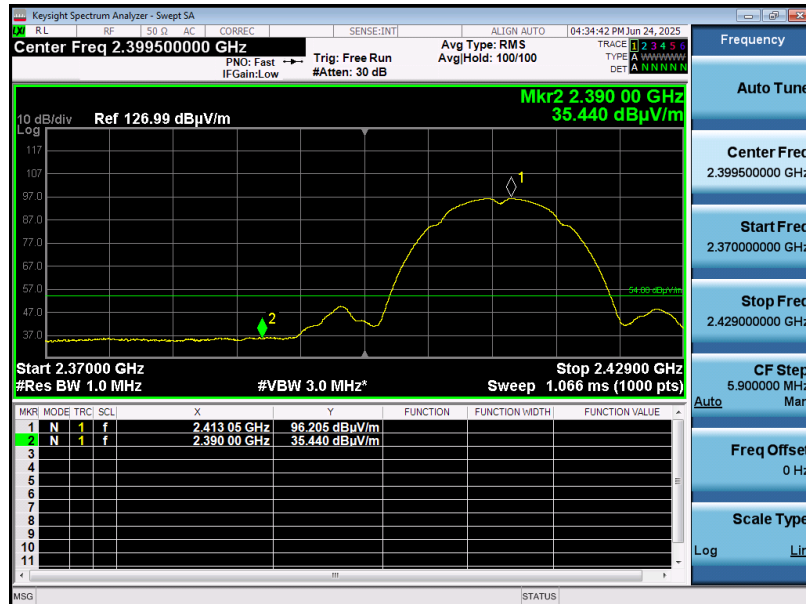 Keysight Spectrum Analyzer - Swept SA
RL RF 50 Ω AC CORREC SENSE:INT ALIGN AUTO 04:34:42 PM Jun 24, 2025
Center Freq 2.399500000 GHz
PNO: Fast
IFGain:Low
Trig: Free Run
#Atten: 30 dB
Avg Type: RMS
Avg|Hold: 100/100
TRACE 1 2 3 4 5 6
TYPE A WWWWW
DET A N N N N N
Mkr2 2.390 00 GHz
35.440 dBµV/m
10 dB/div Ref 126.99 dBµV/m
Log
117
107
97.0
87.0
77.0
67.0
57.0
47.0
37.0
1
2
54.00 dBµV/m
Start 2.37000 GHz Stop 2.42900 GHz
#Res BW 1.0 MHz #VBW 3.0 MHz* Sweep 1.066 ms (1000 pts)
MKR MODE TRC SCL X Y FUNCTION FUNCTION WIDTH FUNCTION VALUE
1 N 1 f 2.413 05 GHz 96.205 dBµV/m
2 N 1 f 2.390 00 GHz 35.440 dBµV/m
3
4
5
6
7
8
9
10
11
MSG STATUS
Frequency
Auto Tune
Center Freq
2.399500000 GHz
Start Freq
2.370000000 GHz
Stop Freq
2.429000000 GHz
CF Step
5.900000 MHz
Auto Man
Freq Offset
0 Hz
Scale Type
Log Lin